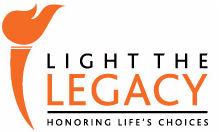 LIGHT THE
LEGACY
HONORING LIFE'S CHOICES